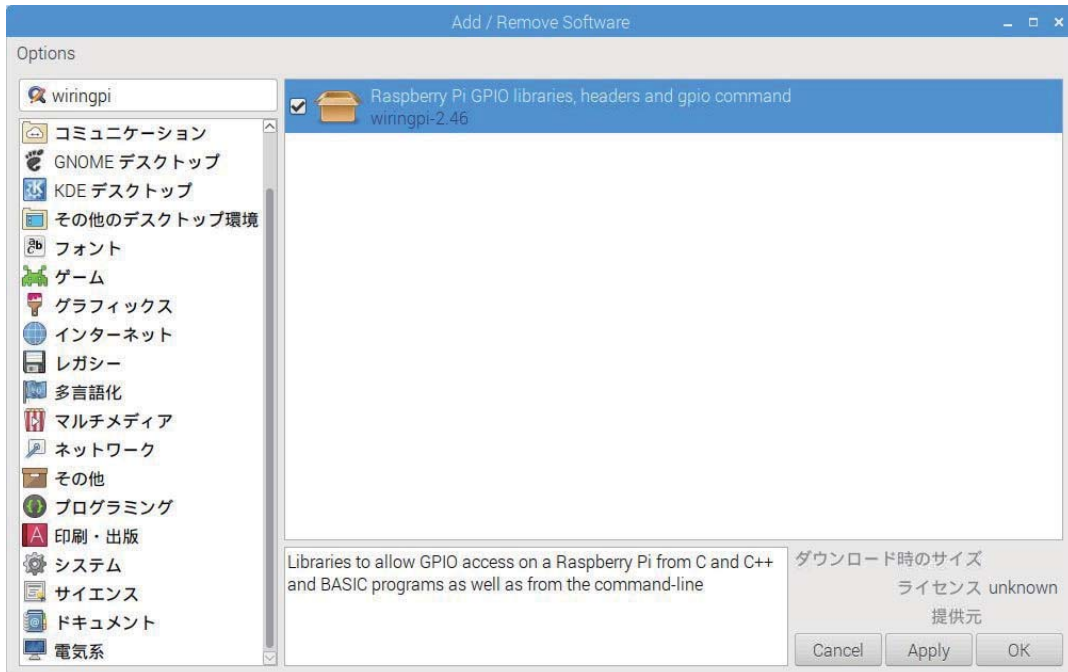 Add / Remove Software
Options
wiringpi
コミュニケーション
GNOME デスクトップ
KDE デスクトップ
その他のデスクトップ環境
フォント
ゲーム
グラフィックス
インターネット
レガシー
多言語化
マルチメディア
ネットワーク
その他
プログラミング
印刷・出版
システム
サイエンス
ドキュメント
電気系
Raspberry Pi GPIO libraries, headers and gpio command
wiringpi-2.46
Libraries to allow GPIO access on a Raspberry Pi from C and C++
and BASIC programs as well as from the command-line
ダウンロード時のサイズ
ライセンス unknown
提供元
Cancel Apply OK